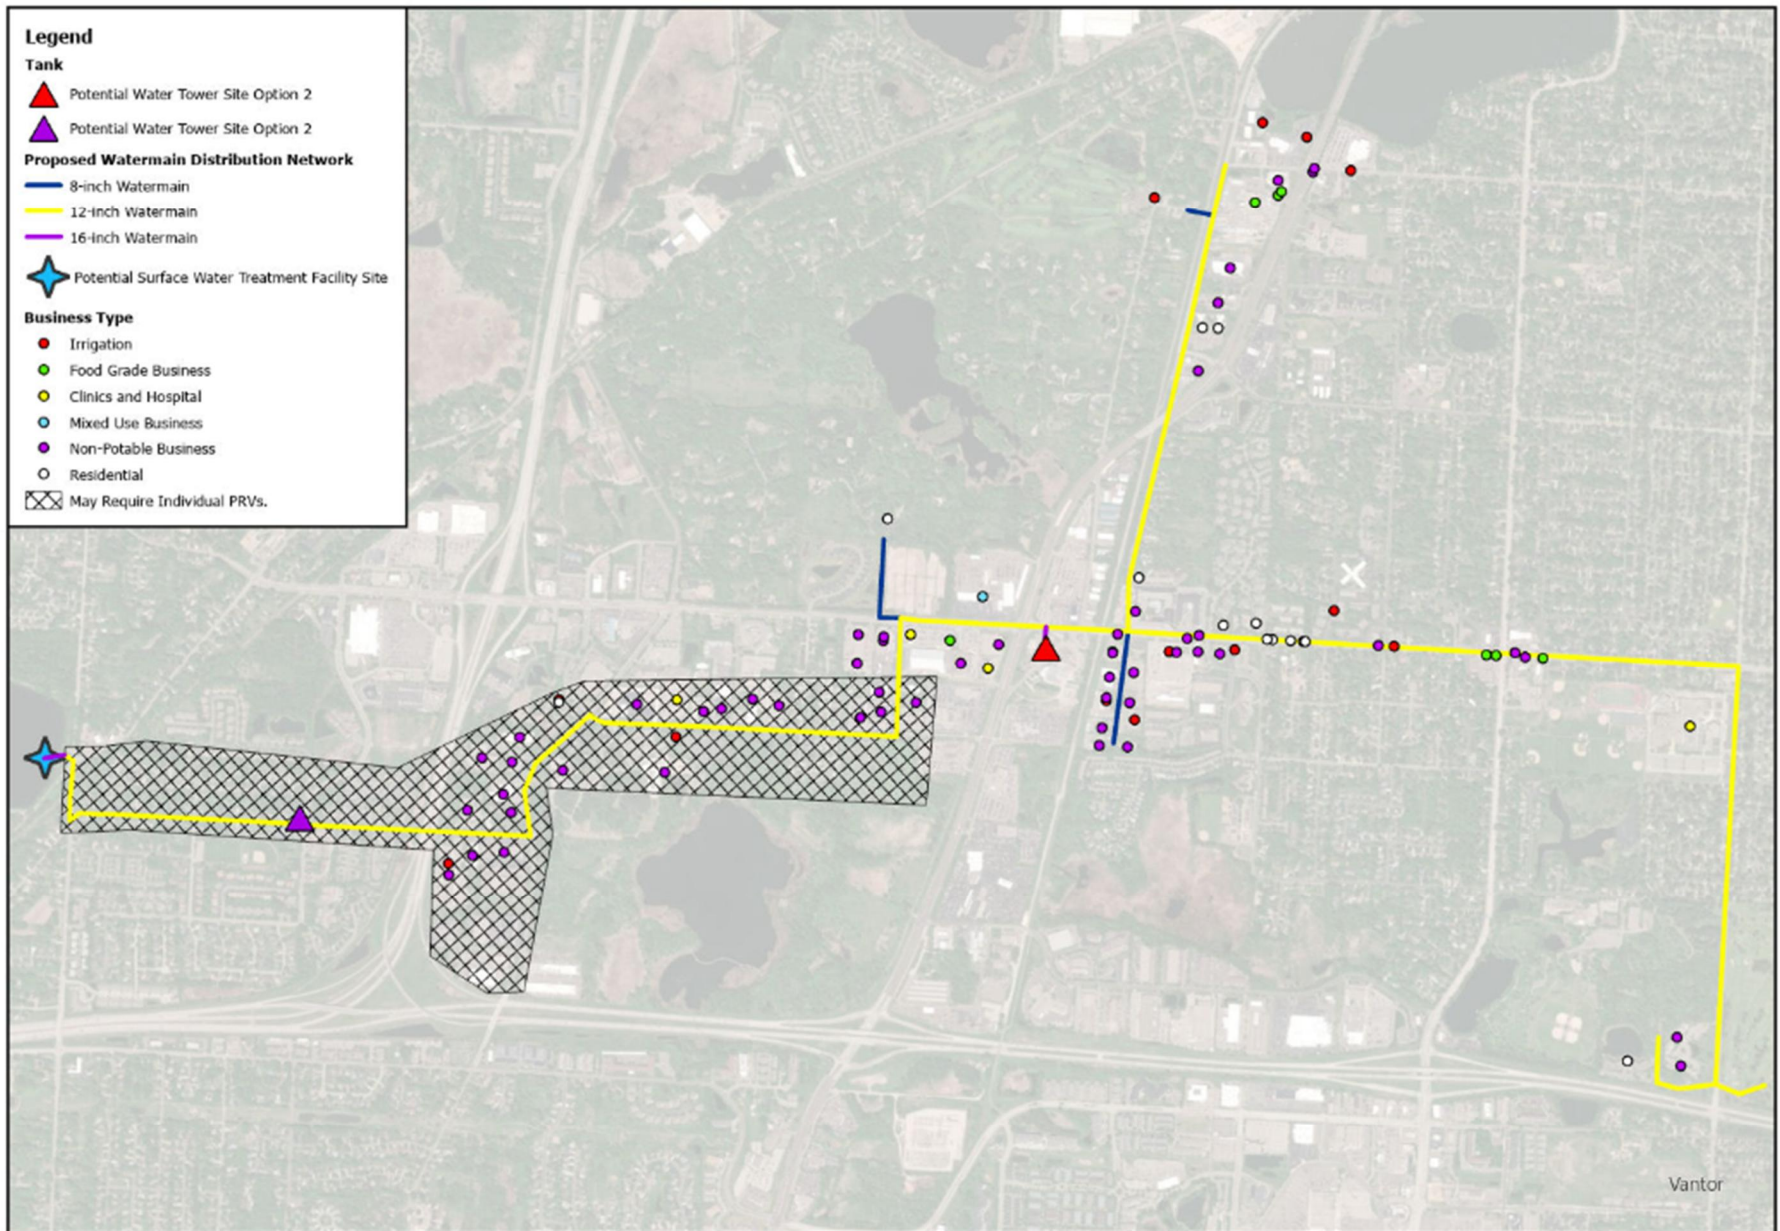 Legend
Tank
Potential Water Tower Site Option 2
Potential Water Tower Site Option 2
Proposed Watermain Distribution Network
8-inch Watermain
12-inch Watermain
16-inch Watermain
Potential Surface Water Treatment Facility Site
Business Type
Irrigation
Food Grade Business
Clinics and Hospital
Mixed Use Business
Non-Potable Business
Residential
May Require Individual PRVs.
Vantor